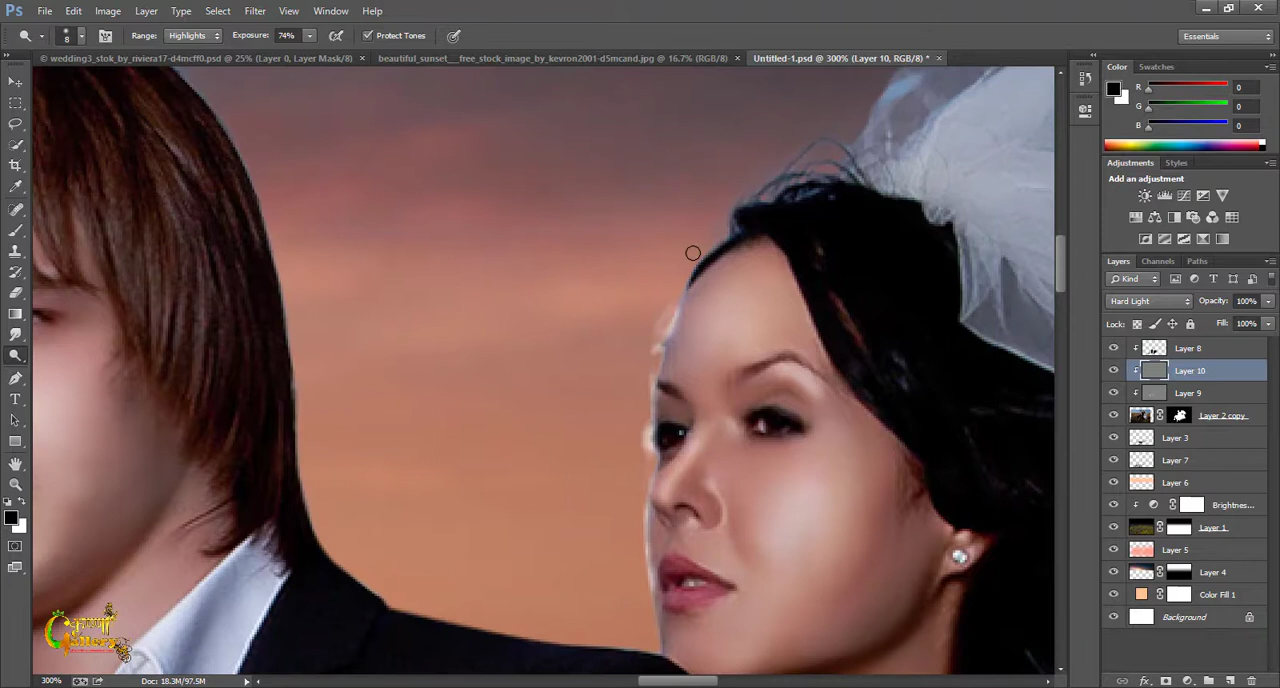 Ps File Edit Image Layer Type Select Filter View Window Help
8 Range: Highlights Exposure: 74% Protect Tones Essentials
© wedding3_stok_by_riviera17-d4mcff0.psd @ 25% (Layer 0, Layer Mask/8) × beautiful_sunset__free_stock_image_by_kevron2001-d5mcand.jpg @ 16.7% (RGB/8) × Untitled-1.psd @ 300% (Layer 10, RGB/8) * ×
Color Swatches
R 0
G 0
B 0
Adjustments Styles
Add an adjustment
Layers Channels Paths
Kind
Hard Light Opacity: 100%
Lock: Fill: 100%
Layer 8
Layer 10
Layer 9
Layer 2 copy
Layer 3
Layer 7
Layer 6
Brightnes...
Layer 1
Layer 5
Layer 4
Color Fill 1
Background
Gallery
300% Doc: 18.3M/97.5M